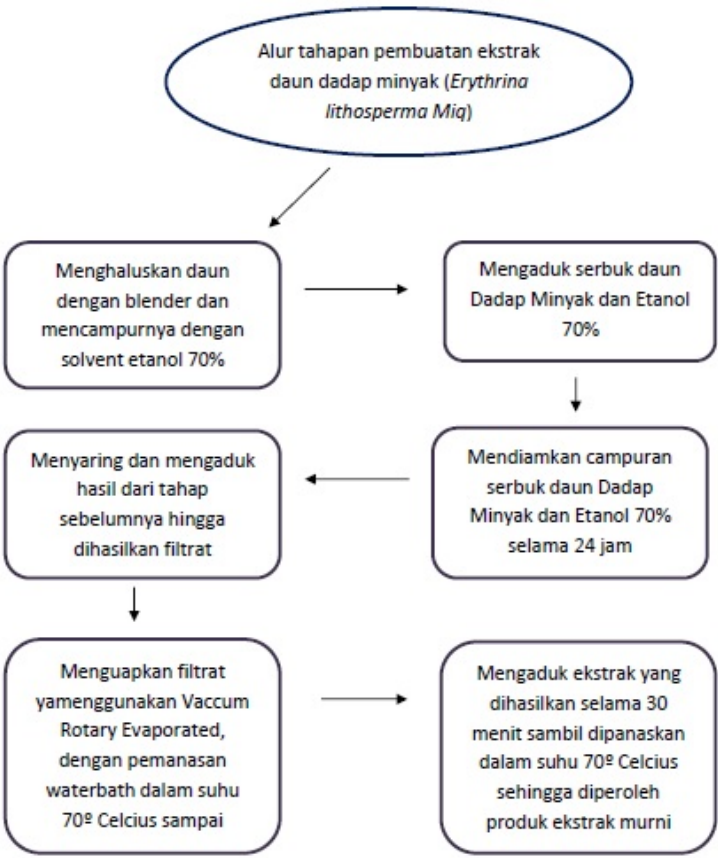 Alur tahapan pembuatan ekstrak
daun dadap minyak (Erythrina
lithosperma Miq)
Menghaluskan daun
dengan blender dan
mencampurnya dengan
solvent etanol 70%
Mengaduk serbuk daun
Dadap Minyak dan Etanol
70%
Mendiamkan campuran
serbuk daun Dadap
Minyak dan Etanol 70%
selama 24 jam
Menyaring dan mengaduk
hasil dari tahap
sebelumnya hingga
dihasilkan filtrat
Menguapkan filtrat
yamenggunakan Vaccum
Rotary Evaporated,
dengan pemanasan
waterbath dalam suhu
70º Celcius sampai
Mengaduk ekstrak yang
dihasilkan selama 30
menit sambil dipanaskan
dalam suhu 70º Celcius
sehingga diperoleh
produk ekstrak murni